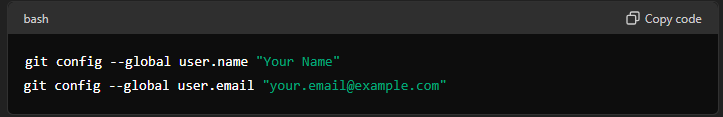 bash
Copy code
git config --global user.name "Your Name"
git config --global user.email "your.email@example.com"